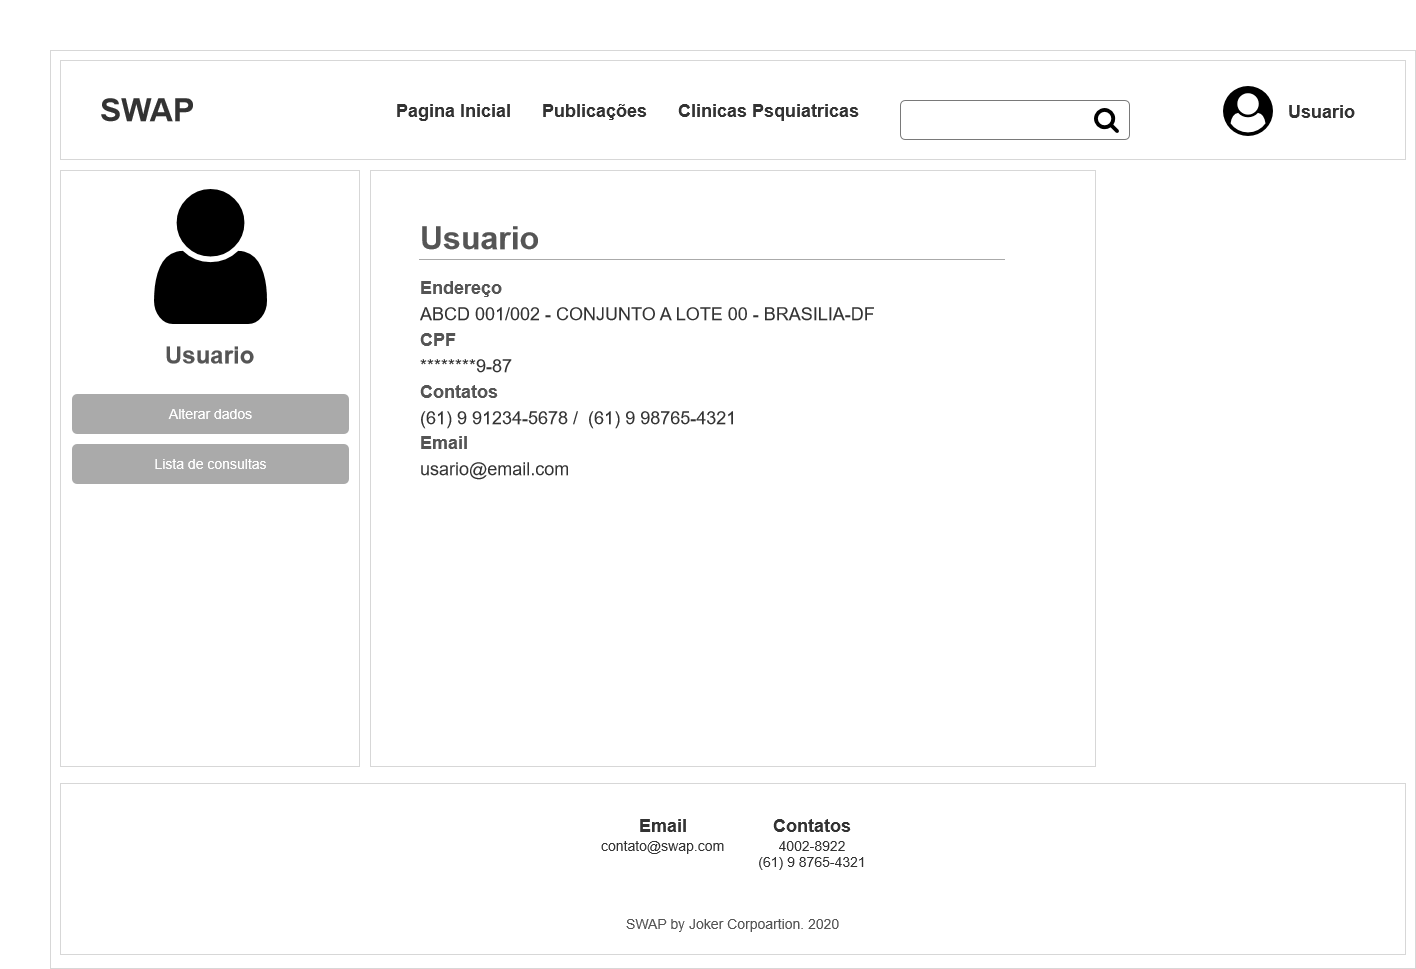 SWAP
Pagina Inicial
Publicações
Clinicas Psquiatricas
Usuario
Usuario
Alterar dados
Lista de consultas
Usuario
Endereço
ABCD 001/002 - CONJUNTO A LOTE 00 - BRASILIA-DF
CPF
********9-87
Contatos
(61) 9 91234-5678 /  (61) 9 98765-4321
Email
usario@email.com
Email
contato@swap.com
Contatos
4002-8922
(61) 9 8765-4321
SWAP by Joker Corpoartion. 2020